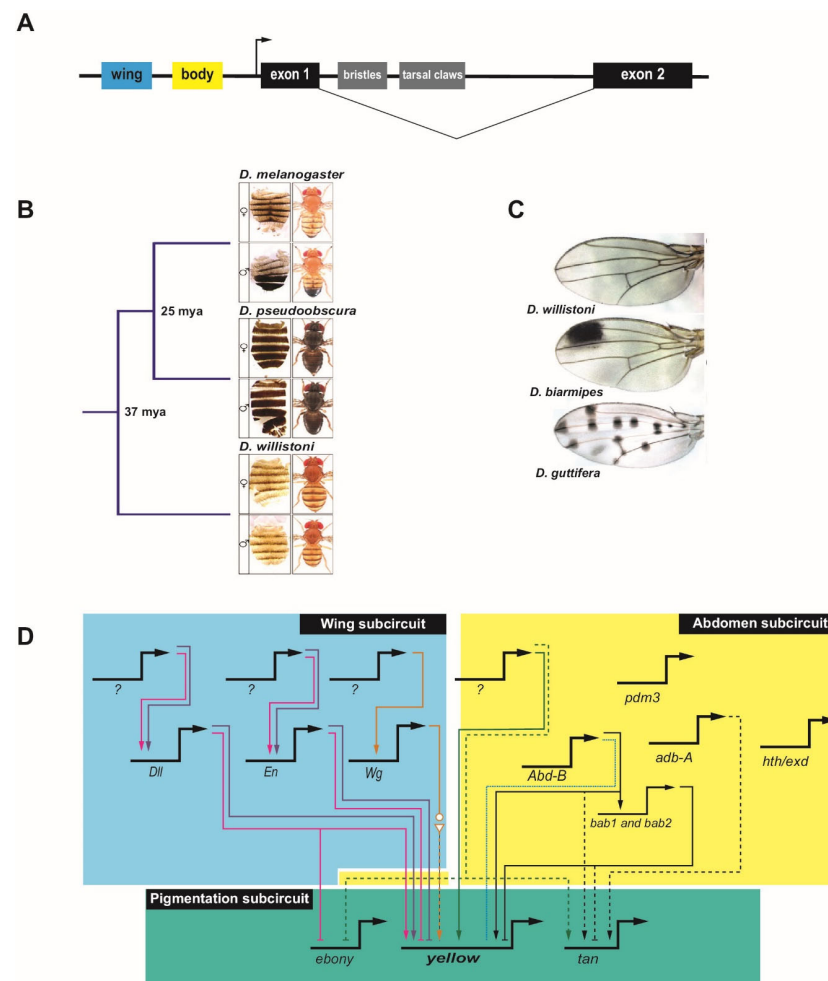 A
wing
body
exon 1
bristles
tarsal claws
exon 2
B
D. melanogaster
♀
♂
25 mya
D. pseudoobscura
♀
♂
37 mya
D. willistoni
♀
♂
C
D. willistoni
D. biarmipes
D. guttifera
D
Wing subcircuit
Abdomen subcircuit
?
?
?
?
pdm3
Dll
En
Wg
Abd-B
adb-A
hth/exd
bab1 and bab2
Pigmentation subcircuit
ebony
yellow
tan